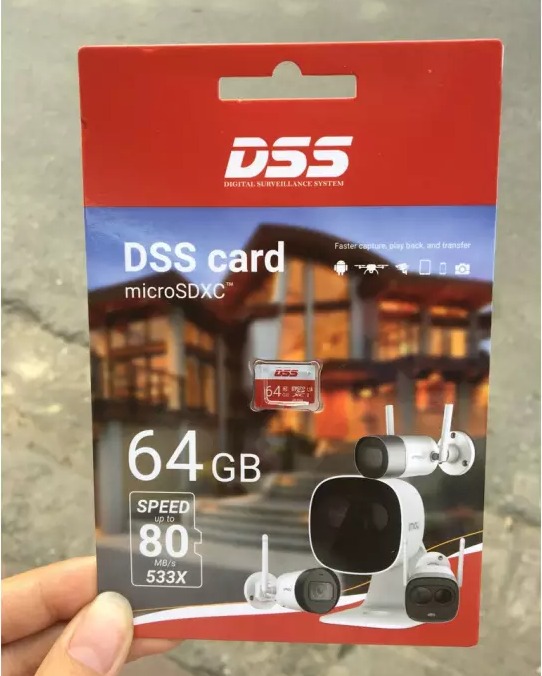 DSS
DIGITAL SURVEILLANCE SYSTEM
DSS card
microSDXC™
Faster capture, play back, and transfer
DSS
64
64 GB
SPEED
up to
80
MB/s
533X